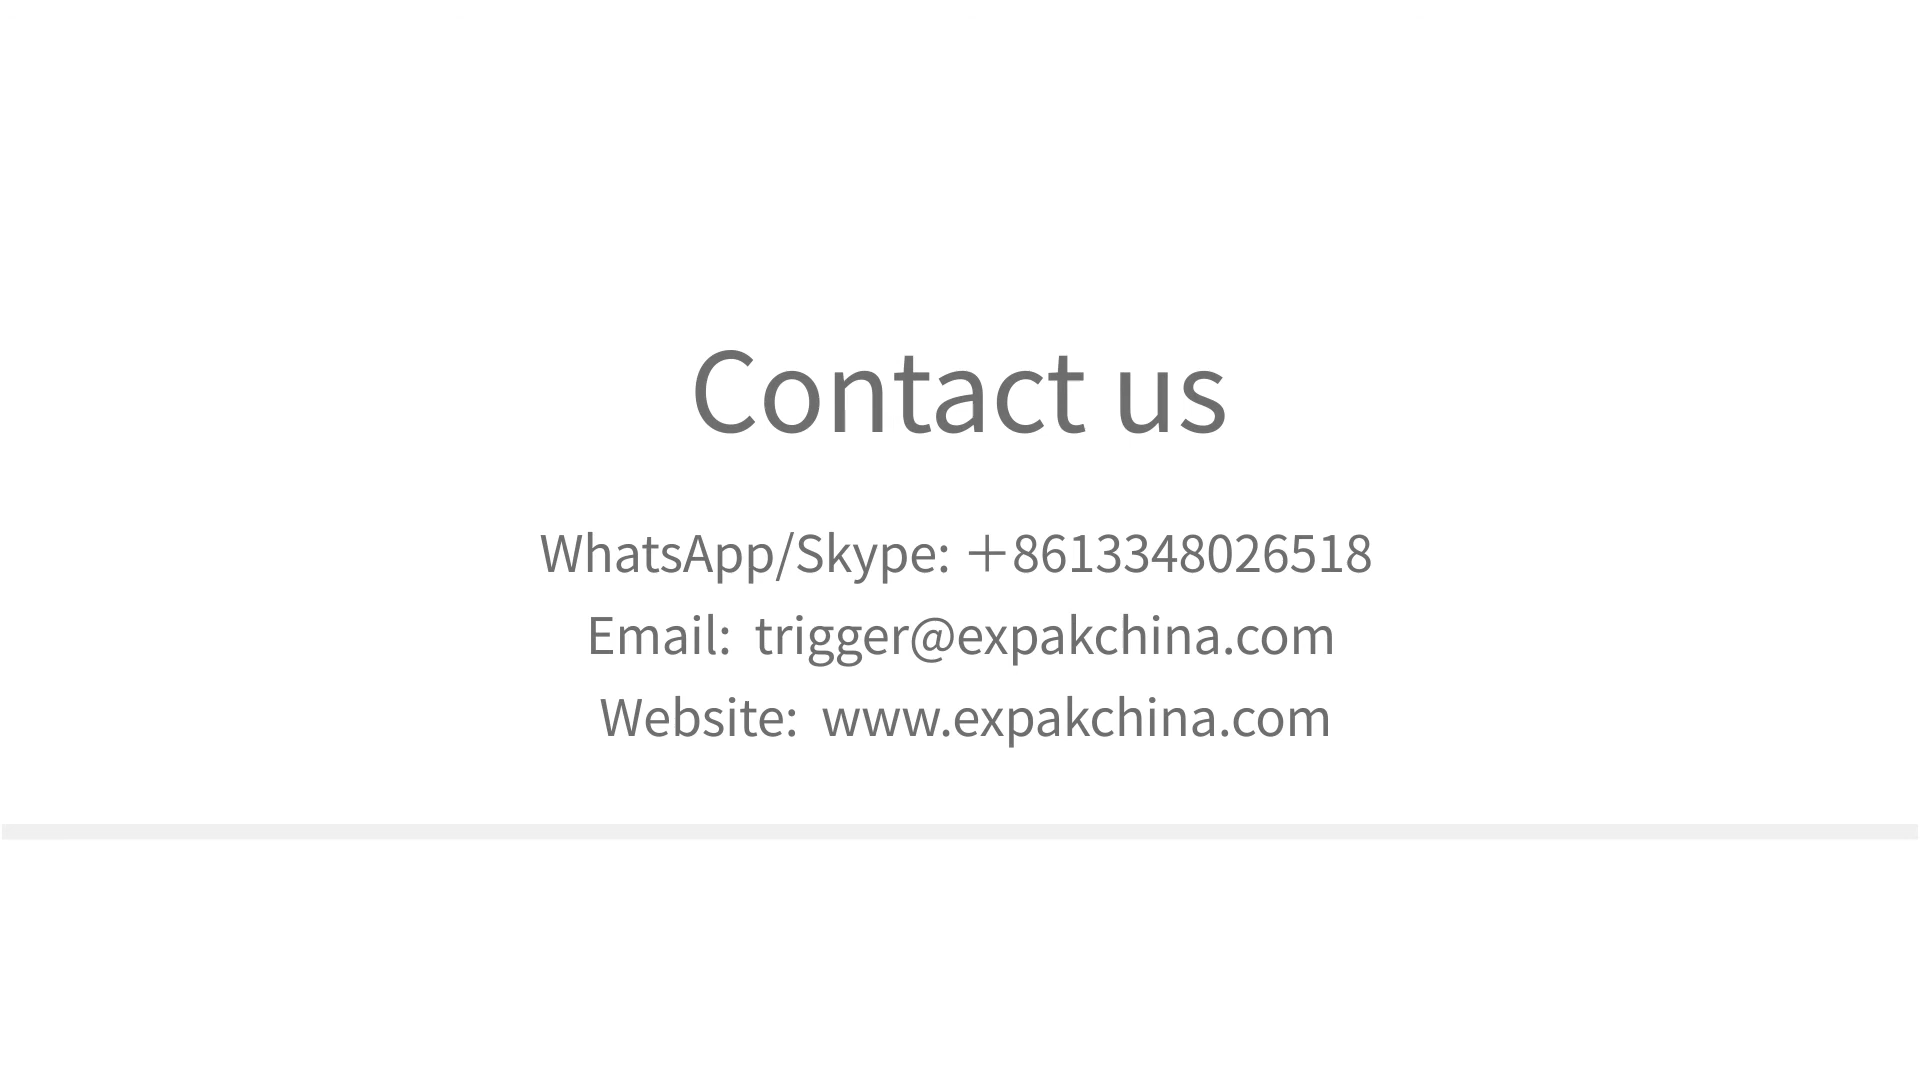 Contact us
WhatsApp/Skype: ＋8613348026518
Email: trigger@expakchina.com
Website: www.expakchina.com